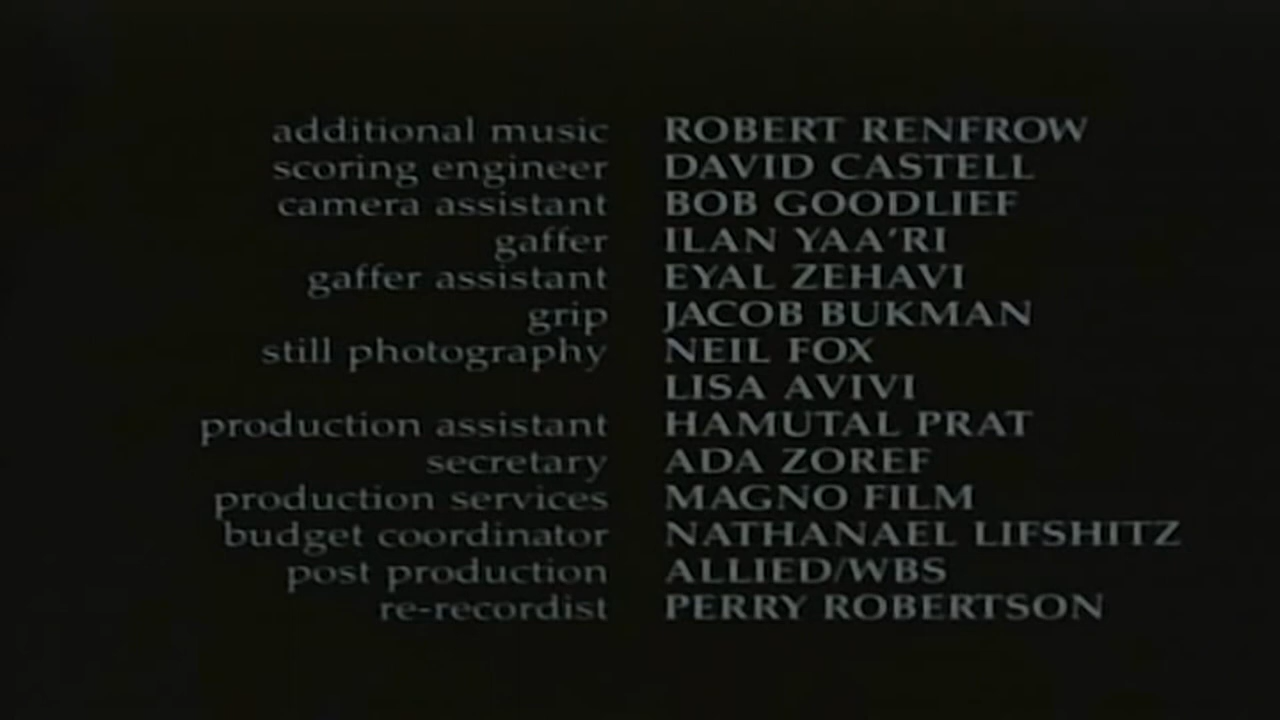 additional music ROBERT RENFROW
scoring engineer DAVID CASTELL
camera assistant BOB GOODLIEF
gaffer ILAN YAA'RI
gaffer assistant EYAL ZEHAVI
grip JACOB BUKMAN
still photography NEIL FOX
LISA AVIVI
production assistant HAMUTAL PRAT
secretary ADA ZOREF
production services MAGNO FILM
budget coordinator NATHANAEL LIFSHITZ
post production ALLIED/WBS
re-recordist PERRY ROBERTSON